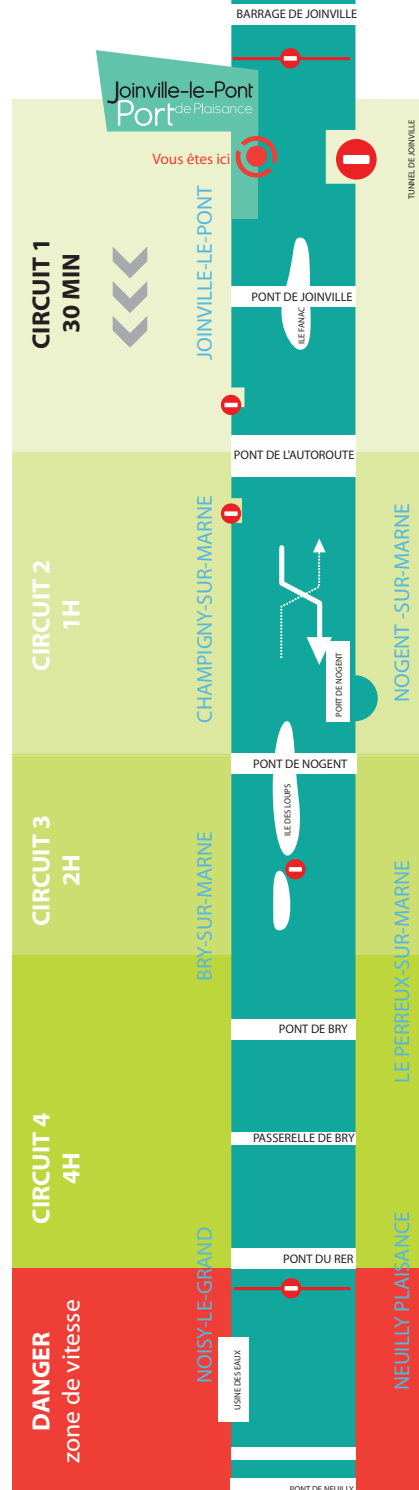 BARRAGE DE JOINVILLE
Joinville-le-Pont
Port de Plaisance
Vous êtes ici
TUNNEL DE JOINVILLE
CIRCUIT 1
30 MIN
JOINVILLE-LE-PONT
PONT DE JOINVILLE
ILE FANAC
PONT DE L'AUTOROUTE
CIRCUIT 2
1H
CHAMPIGNY-SUR-MARNE
NOGENT -SUR-MARNE
PORT DE NOGENT
PONT DE NOGENT
ILE DES LOUPS
CIRCUIT 3
2H
BRY-SUR-MARNE
LE PERREUX-SUR-MARNE
PONT DE BRY
CIRCUIT 4
4H
PASSERELLE DE BRY
PONT DU RER
NOISY-LE-GRAND
NEUILLY PLAISANCE
DANGER
zone de vitesse
USINE DES EAUX
PONT DE NEUILLY